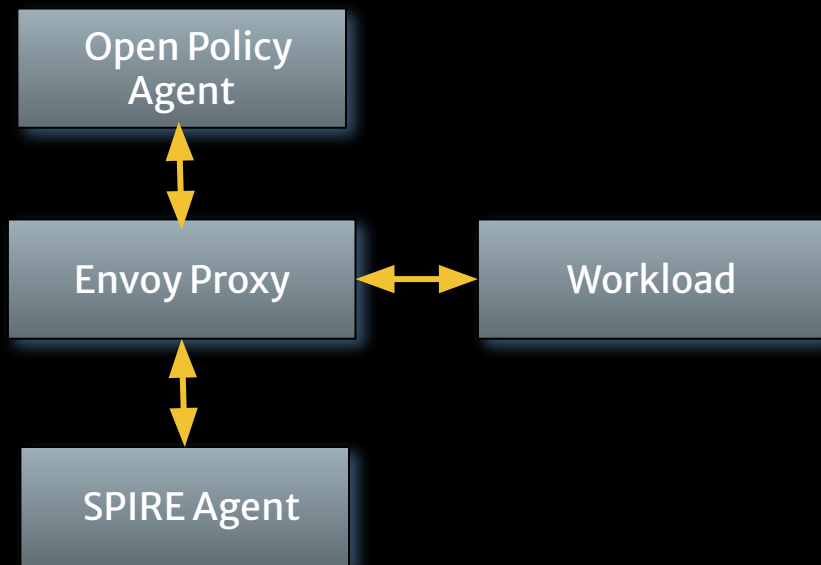 Open Policy
Agent
Envoy Proxy
Workload
SPIRE Agent